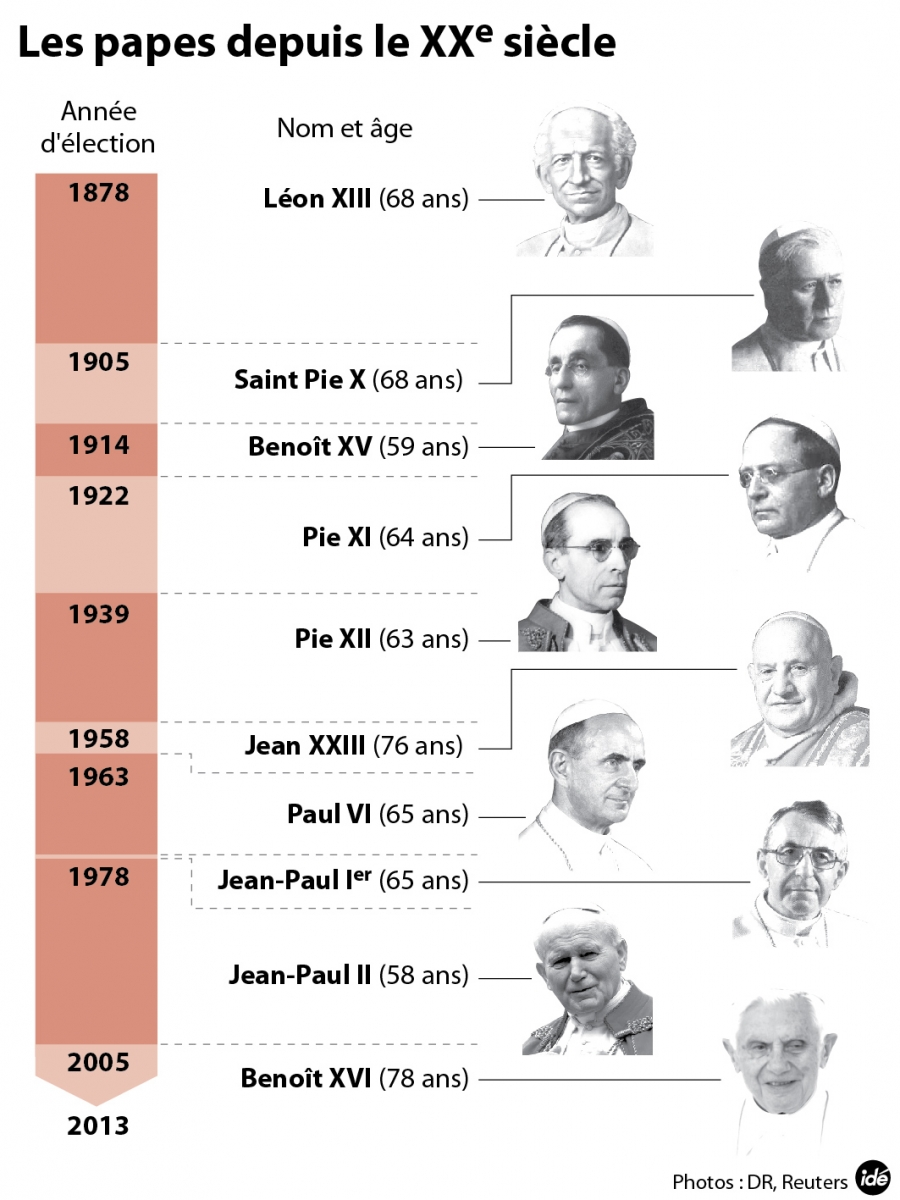 Les papes depuis le XXe siècle
Année
d'élection
Nom et âge
1878
Léon XIII (68 ans)
1905
Saint Pie X (68 ans)
1914
Benoît XV (59 ans)
1922
Pie XI (64 ans)
1939
Pie XII (63 ans)
1958
Jean XXIII (76 ans)
1963
Paul VI (65 ans)
1978
Jean-Paul Ier (65 ans)
Jean-Paul II (58 ans)
2005
Benoît XVI (78 ans)
2013
Photos : DR, Reuters
idé